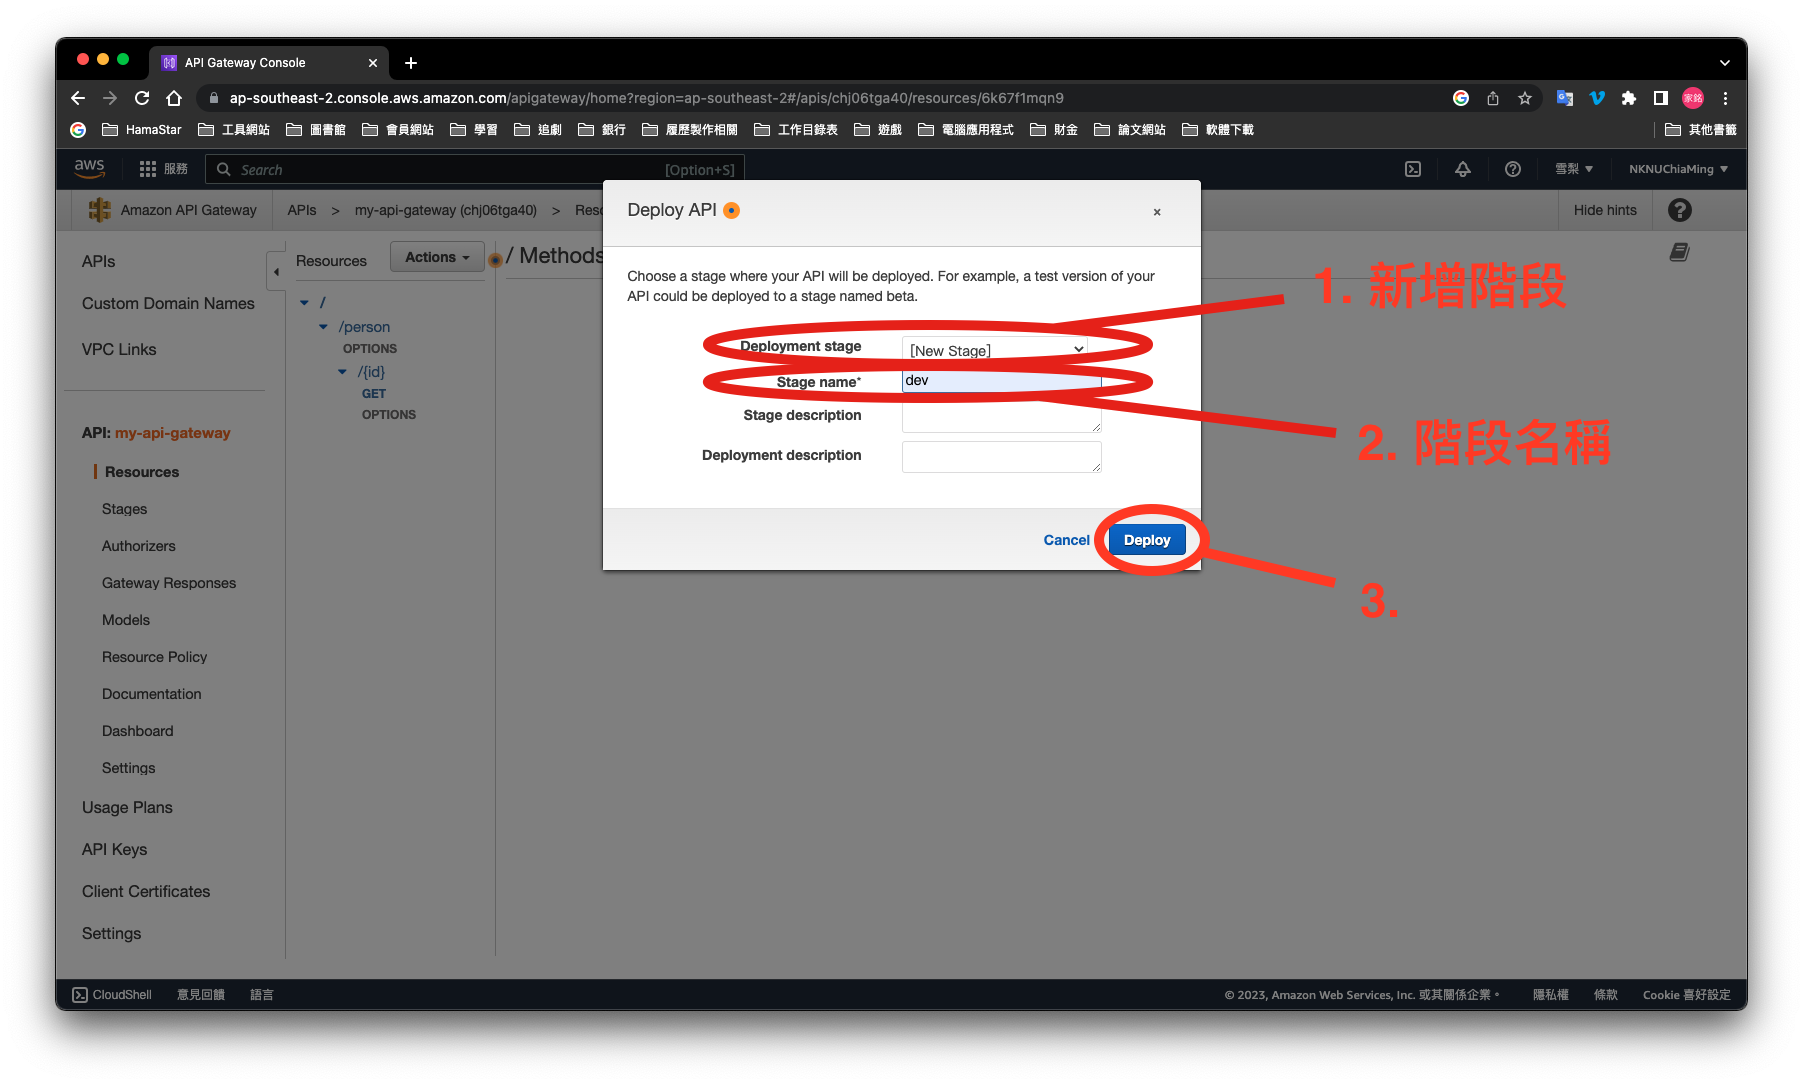 API Gateway Console
ap-southeast-2.console.aws.amazon.com/apigateway/home?region=ap-southeast-2#/apis/chj06tga40/resources/6k67f1mqn9
家銘
HamaStar 工具網站 圖書館 會員網站 學習 追劇 銀行 履歷製作相關 工作目錄表 遊戲 電腦應用程式 財金 論文網站 軟體下載 其他書籤
aws 服務 Search [Option+S] 雪梨 NKNUChiaMing
Amazon API Gateway APIs > my-api-gateway (chj06tga40) > Reso Hide hints
Deploy API
APIs
Custom Domain Names
VPC Links
API: my-api-gateway
Resources
Stages
Authorizers
Gateway Responses
Models
Resource Policy
Documentation
Dashboard
Settings
Usage Plans
API Keys
Client Certificates
Settings
Resources Actions / Methods
/
/person
OPTIONS
/{id}
GET
OPTIONS
Choose a stage where your API will be deployed. For example, a test version of your
API could be deployed to a stage named beta.
Deployment stage [New Stage]
Stage name* dev
Stage description
Deployment description
Cancel Deploy
1. 新增階段
2. 階段名稱
3.
CloudShell 意見回饋 語言 © 2023, Amazon Web Services, Inc. 或其關係企業。 隱私權 條款 Cookie 喜好設定